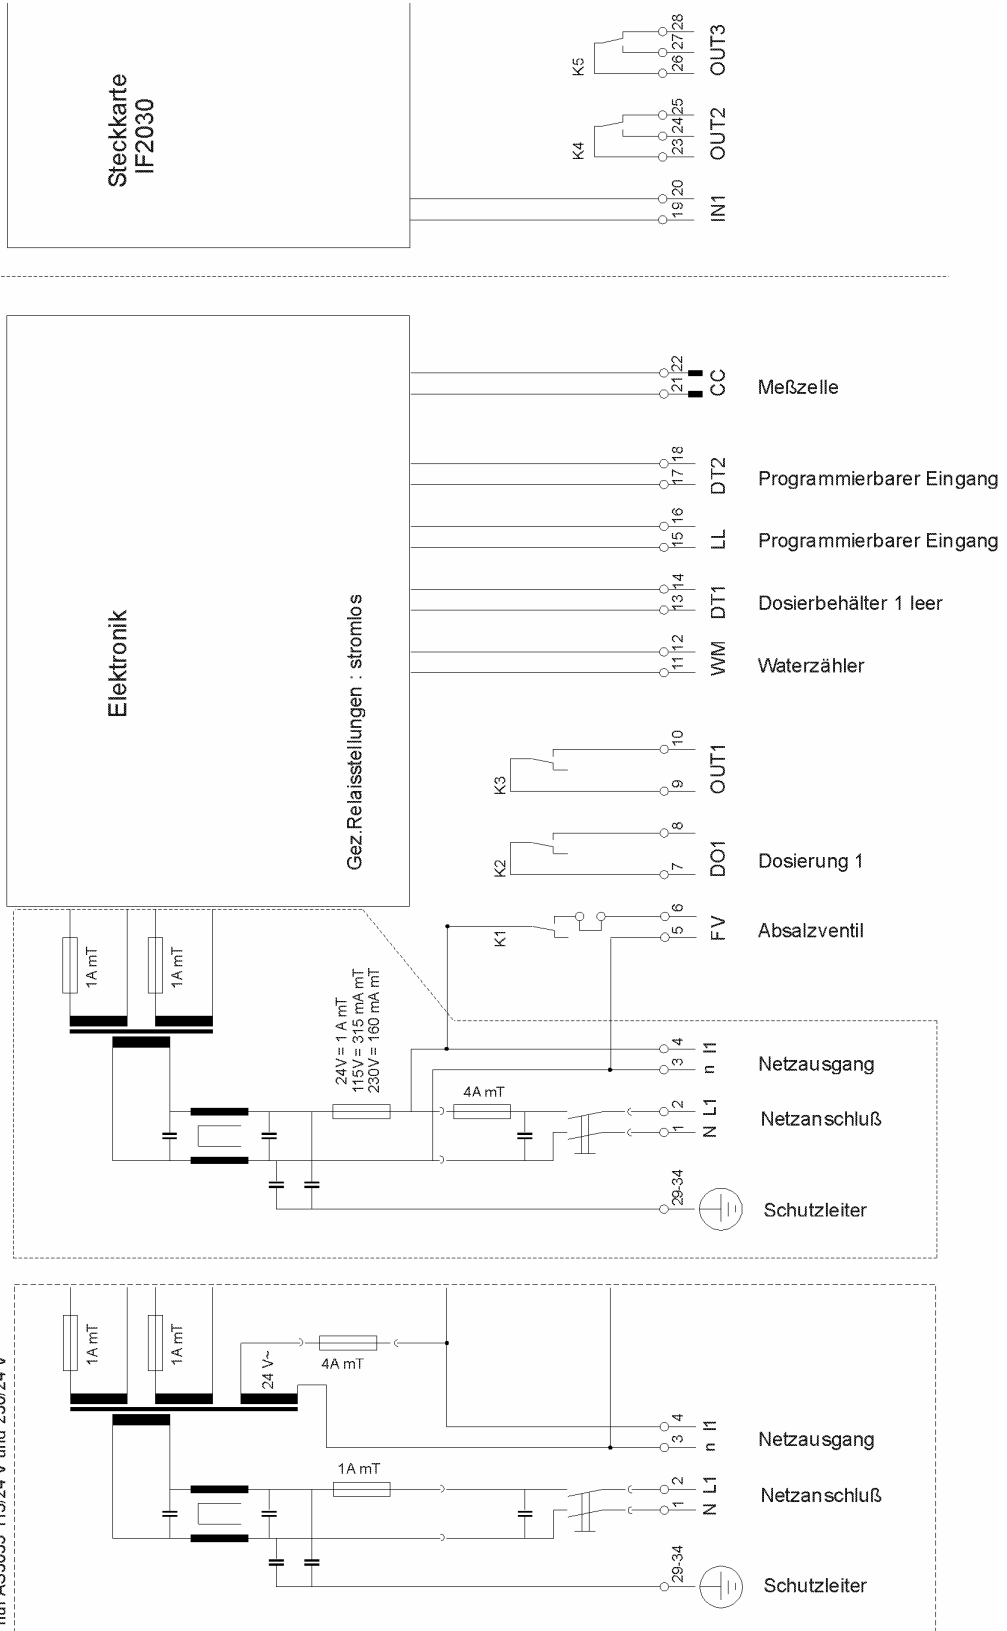 Steckkarte
IF2030
K5
28
27
26
OUT3
K4
25
24
23
OUT2
20
19
IN1
Elektronik
Gez.Relaisstellungen : stromlos
22
21
CC
Meßzelle
18
17
DT2
Programmierbarer Eingang
16
15
LL
Programmierbarer Eingang
14
13
DT1
Dosierbehälter 1 leer
12
11
WM
Waterzähler
K3
10
9
OUT1
K2
8
7
DO1
Dosierung 1
K1
6
5
FV
Absalzventil
1A mT
1A mT
24V = 1 A mT
115V = 315 mA mT
230V = 160 mA mT
4
3
l1
n
Netzausgang
4A mT
2
1
L1
N
Netzanschluß
29-34
Schutzleiter
1A mT
1A mT
24 V~
4A mT
4
3
l1
n
Netzausgang
1A mT
2
1
L1
N
Netzanschluß
29-34
Schutzleiter